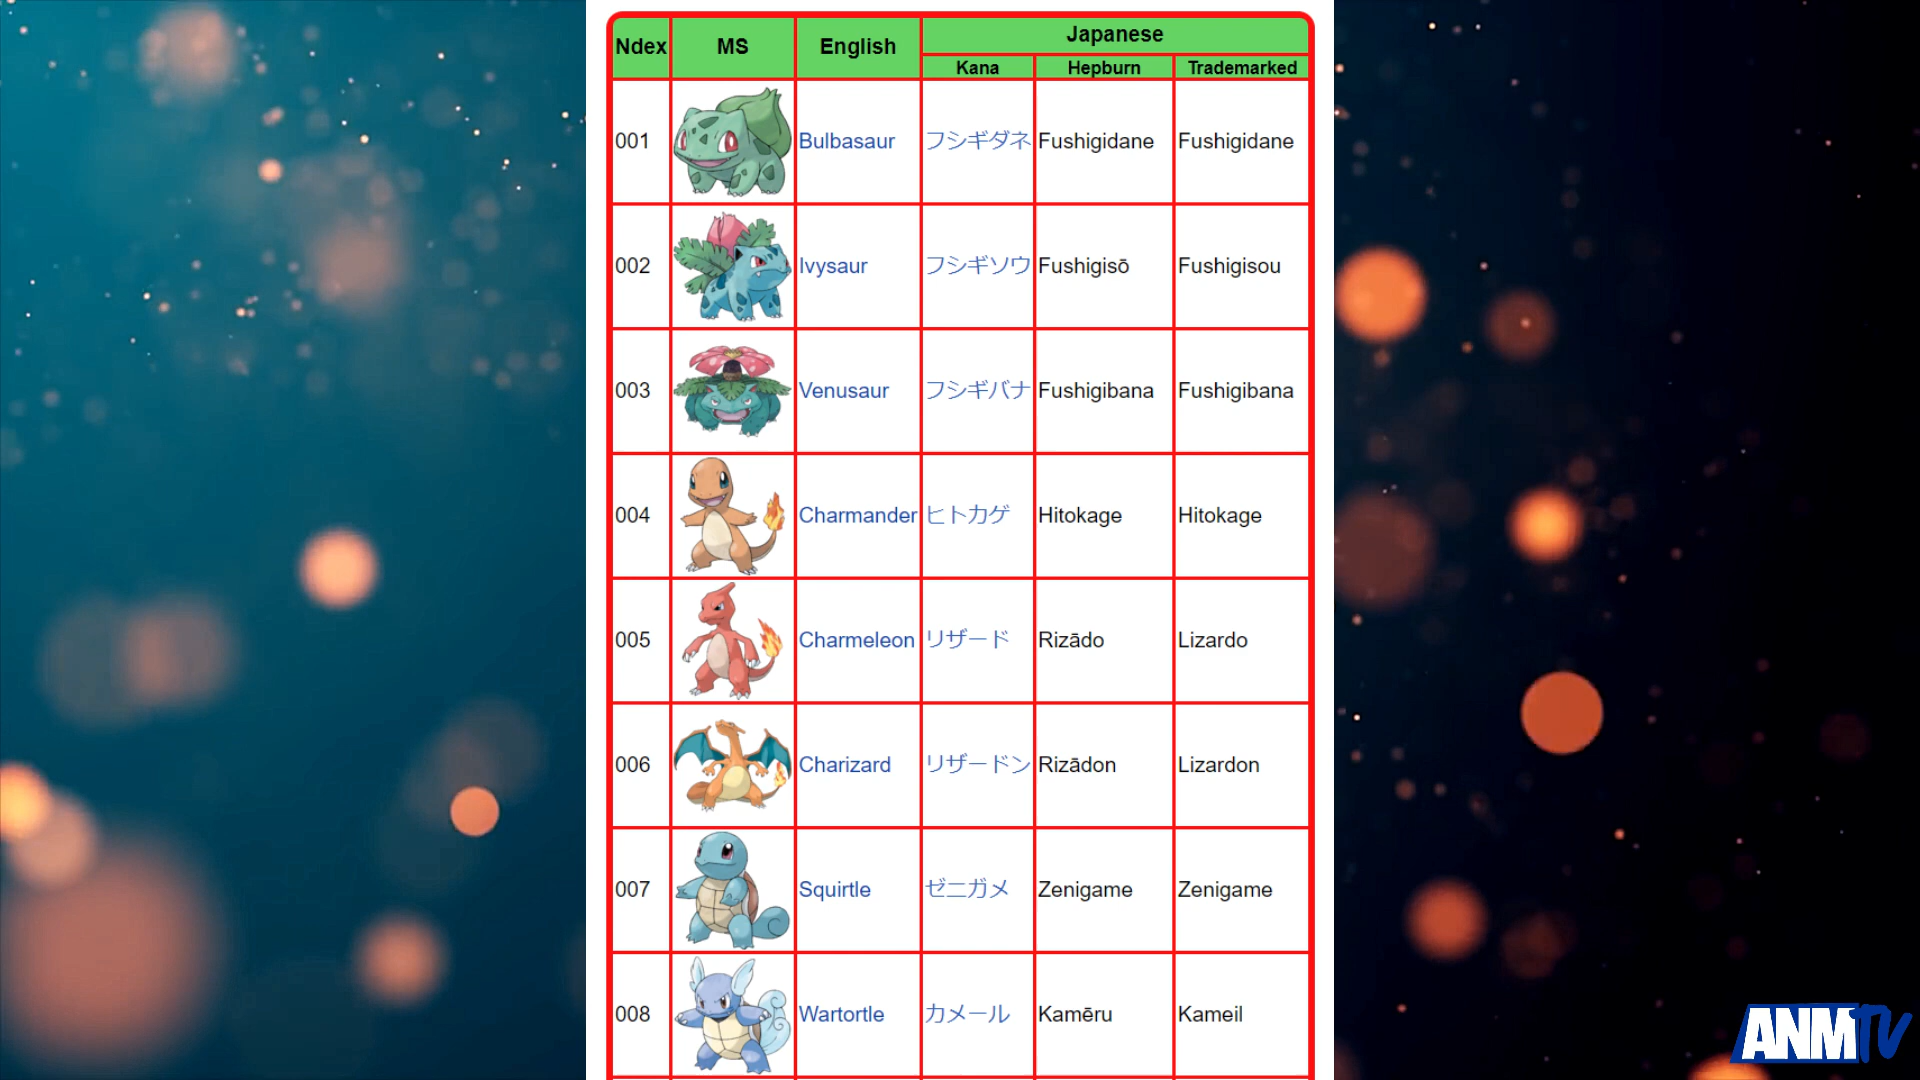 Ndex MS English Japanese
Kana Hepburn Trademarked
001 Bulbasaur フシギダネ Fushigidane Fushigidane
002 Ivysaur フシギソウ Fushigisō Fushigisou
003 Venusaur フシギバナ Fushigibana Fushigibana
004 Charmander ヒトカゲ Hitokage Hitokage
005 Charmeleon リザード Rizādo Lizardo
006 Charizard リザードン Rizādon Lizardon
007 Squirtle ゼニガメ Zenigame Zenigame
008 Wartortle カメール Kamēru Kameil
ANMTV